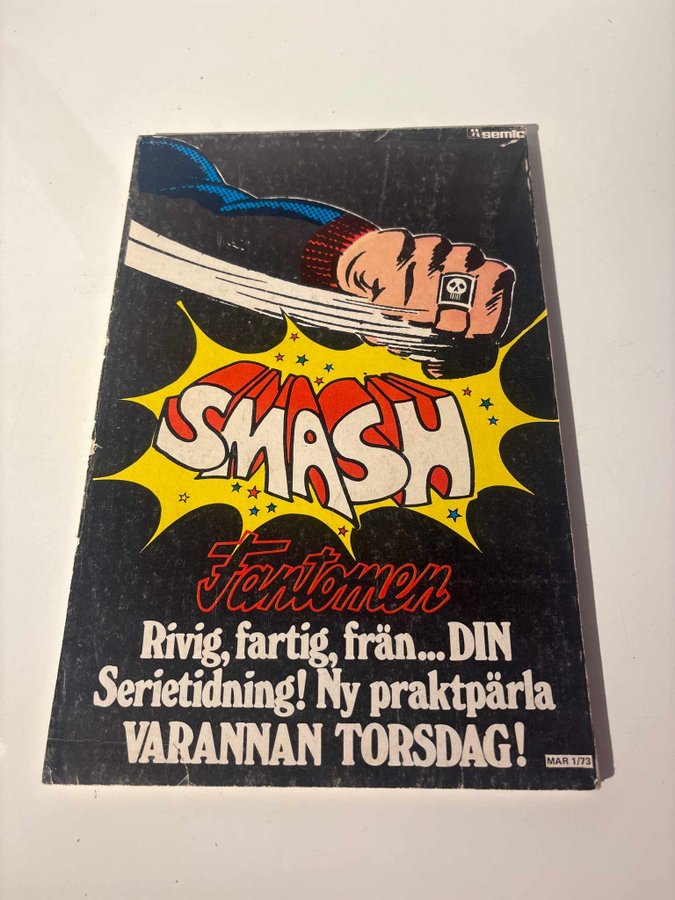 semic
SMASH
Fantomen
Rivig, fartig, frän... DIN
Serietidning! Ny praktpärla
VARANNAN TORSDAG!
MAR 1/73